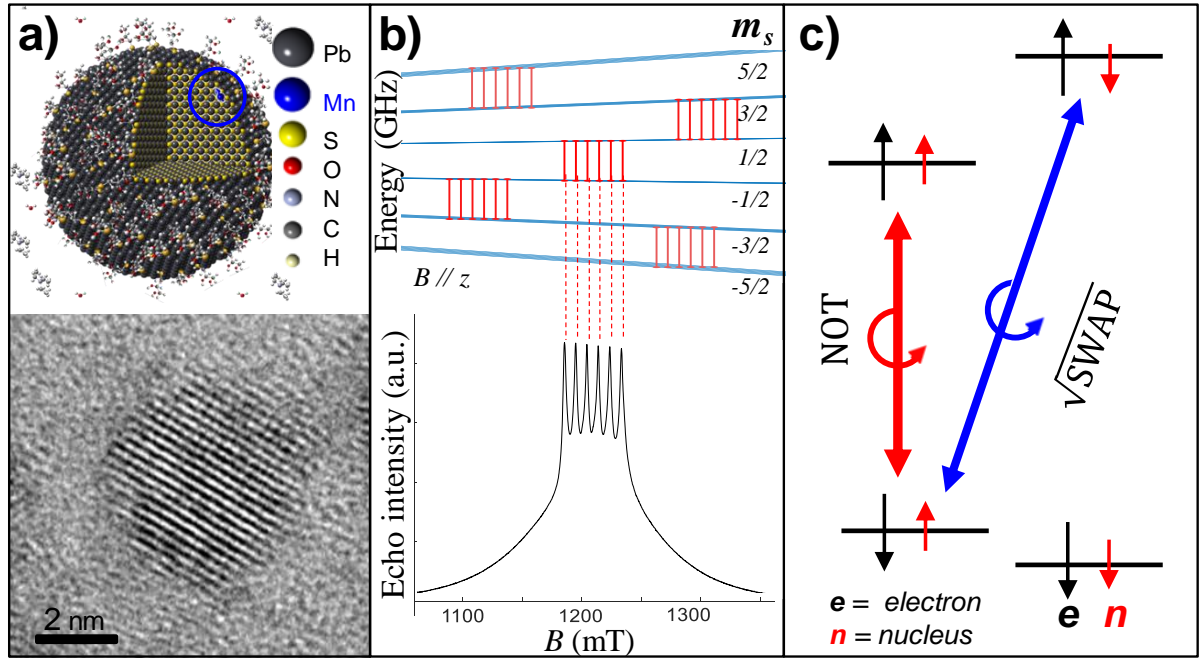 a)
Pb
Mn
S
O
N
C
H
2 nm
b)
m_s
Energy (GHz)
5/2
3/2
1/2
-1/2
-3/2
-5/2
B // z
Echo intensity (a.u.)
1100
1200
1300
B (mT)
c)
NOT
√SWAP
e = electron
n = nucleus
e n